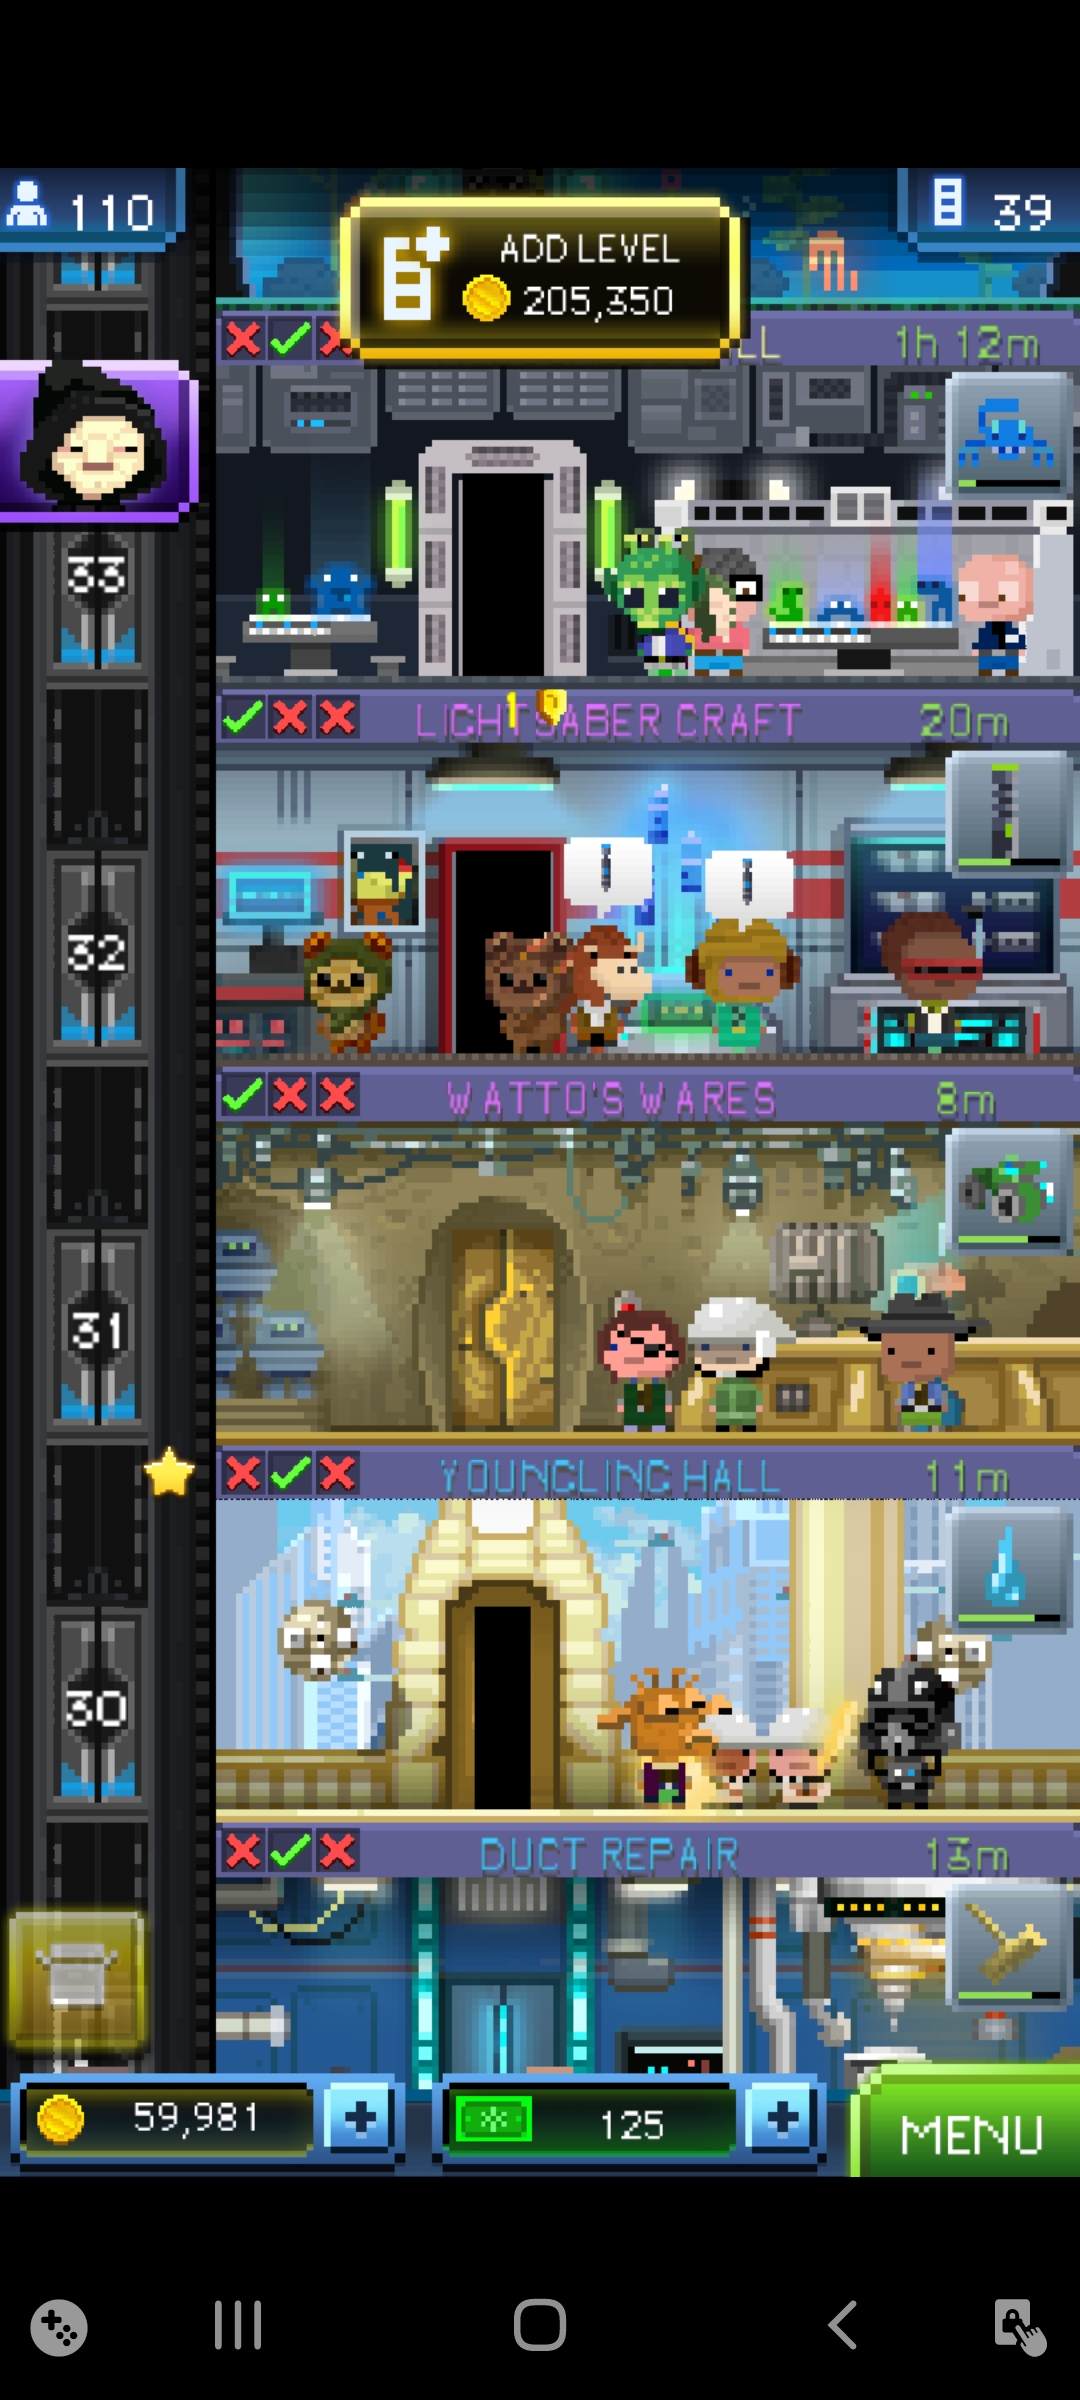 110
ADD LEVEL
205,350
39
LL
1h 12m
33
1
LIGHTSABER CRAFT
20m
32
WATTO'S WARES
8m
31
YOUNGLING HALL
11m
30
DUCT REPAIR
13m
59,981
125
MENU